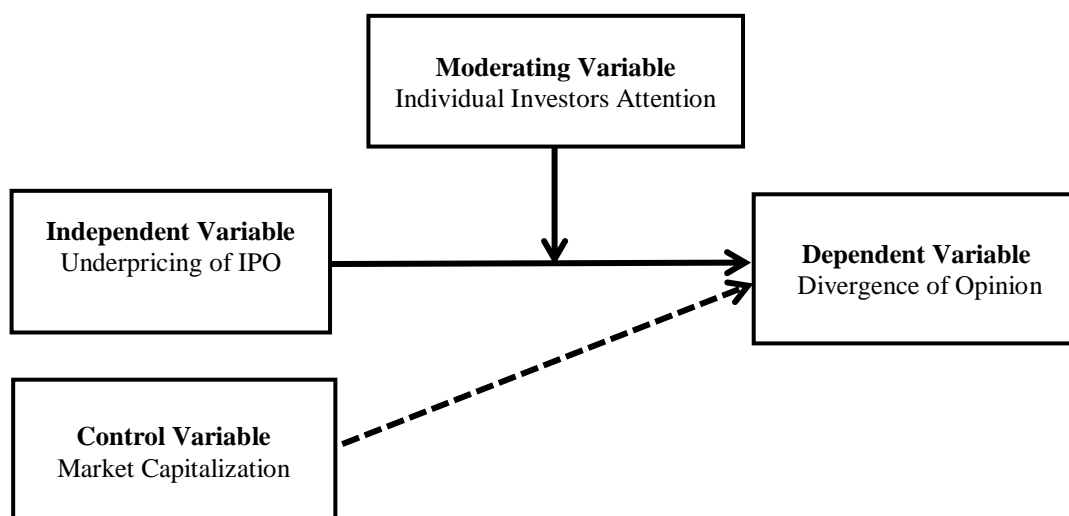 Moderating Variable
Individual Investors Attention
Independent Variable
Underpricing of IPO
Dependent Variable
Divergence of Opinion
Control Variable
Market Capitalization